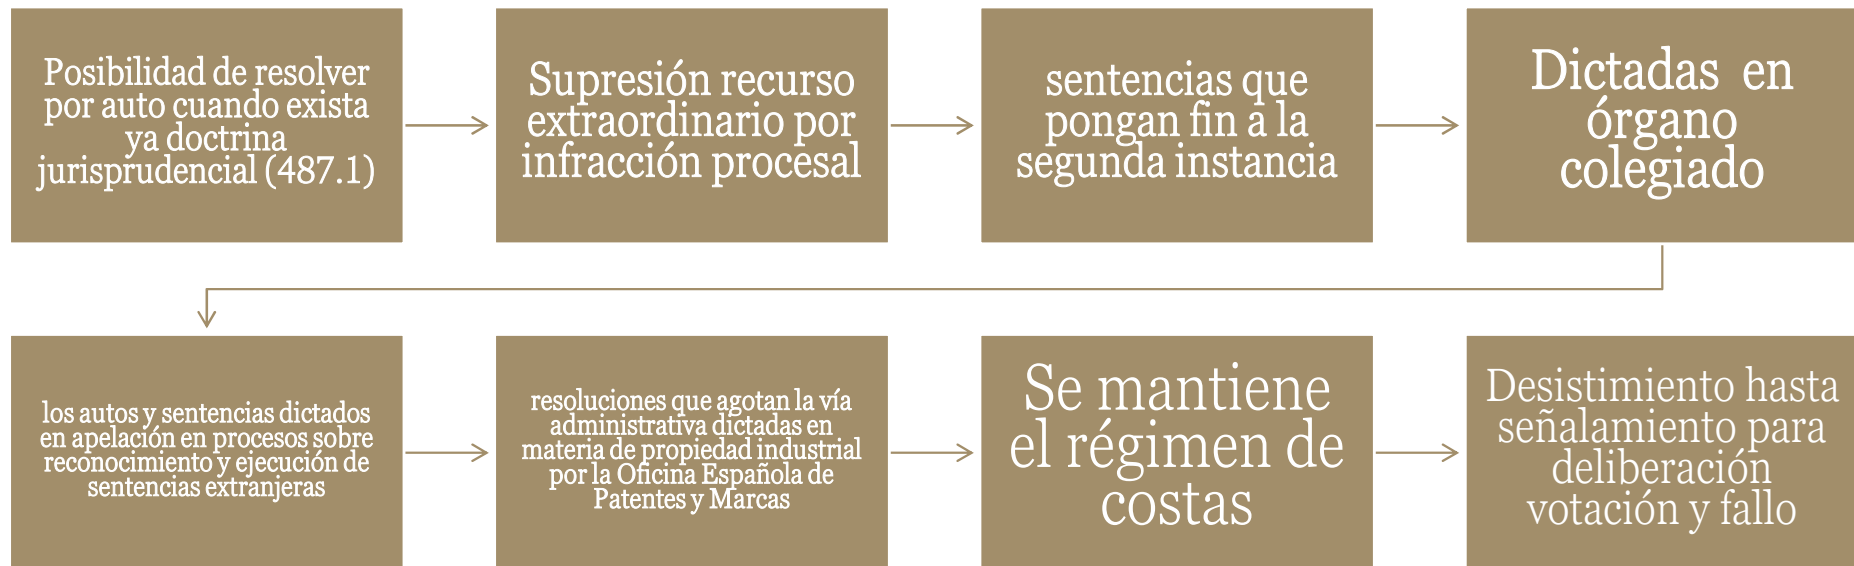 Posibilidad de resolver
por auto cuando exista
ya doctrina
jurisprudencial (487.1)
Supresión recurso
extraordinario por
infracción procesal
sentencias que
pongan fin a la
segunda instancia
Dictadas en
órgano
colegiado
los autos y sentencias dictados
en apelación en procesos sobre
reconocimiento y ejecución de
sentencias extranjeras
resoluciones que agotan la vía
administrativa dictadas en
materia de propiedad industrial
por la Oficina Española de
Patentes y Marcas
Se mantiene
el régimen de
costas
Desistimiento hasta
señalamiento para
deliberación
votación y fallo